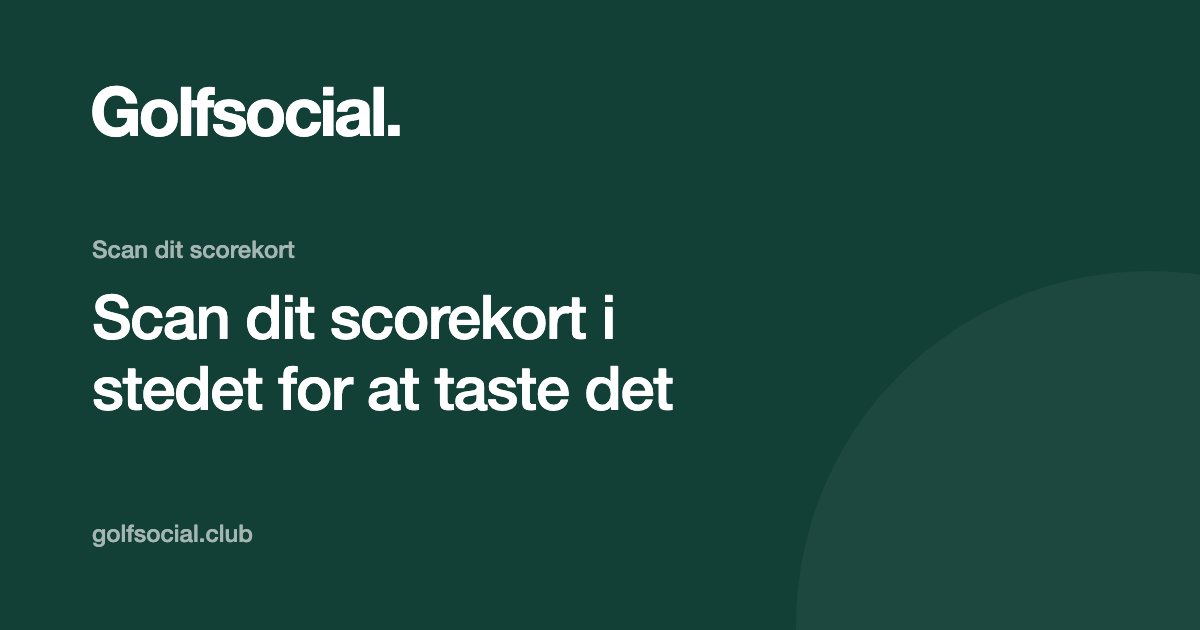 Golfsocial.
Scan dit scorekort
Scan dit scorekort i
stedet for at taste det
golfsocial.club